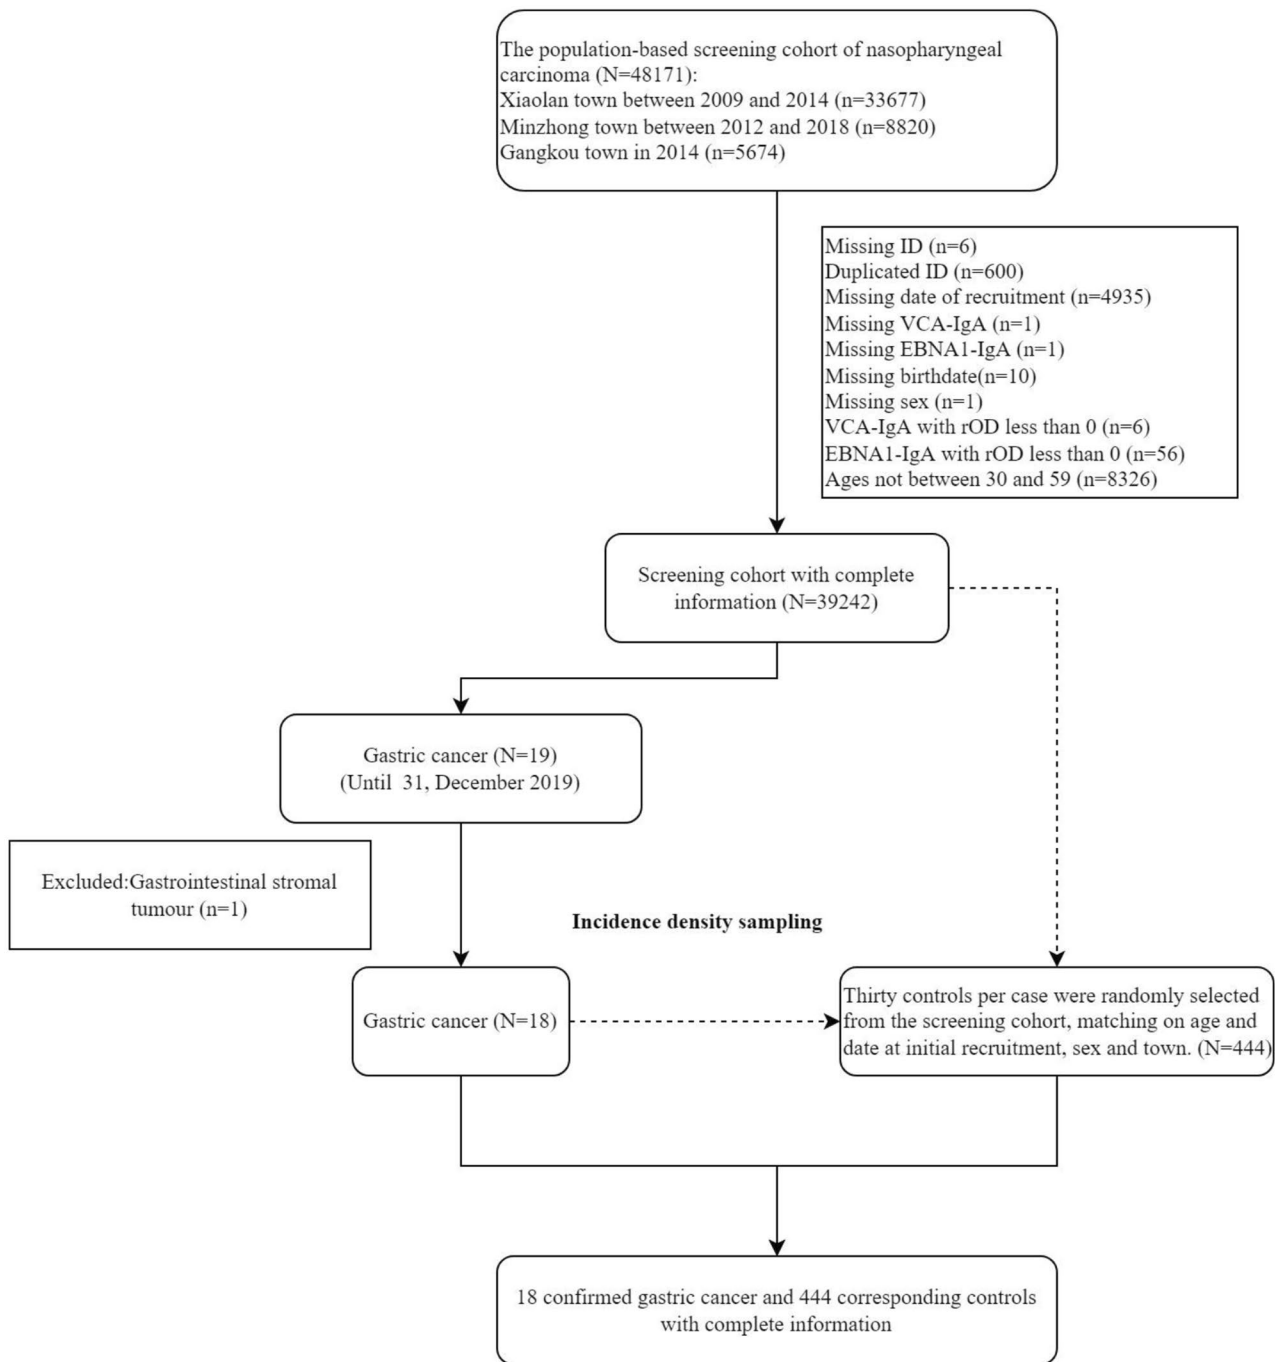 The population-based screening cohort of nasopharyngeal
carcinoma (N=48171):
Xiaolan town between 2009 and 2014 (n=33677)
Minzhong town between 2012 and 2018 (n=8820)
Gangkou town in 2014 (n=5674)
Missing ID (n=6)
Duplicated ID (n=600)
Missing date of recruitment (n=4935)
Missing VCA-IgA (n=1)
Missing EBNA1-IgA (n=1)
Missing birthdate(n=10)
Missing sex (n=1)
VCA-IgA with rOD less than 0 (n=6)
EBNA1-IgA with rOD less than 0 (n=56)
Ages not between 30 and 59 (n=8326)
Screening cohort with complete
information (N=39242)
Gastric cancer (N=19)
(Until 31, December 2019)
Excluded:Gastrointestinal stromal
tumour (n=1)
Incidence density sampling
Gastric cancer (N=18)
Thirty controls per case were randomly selected
from the screening cohort, matching on age and
date at initial recruitment, sex and town. (N=444)
18 confirmed gastric cancer and 444 corresponding controls
with complete information